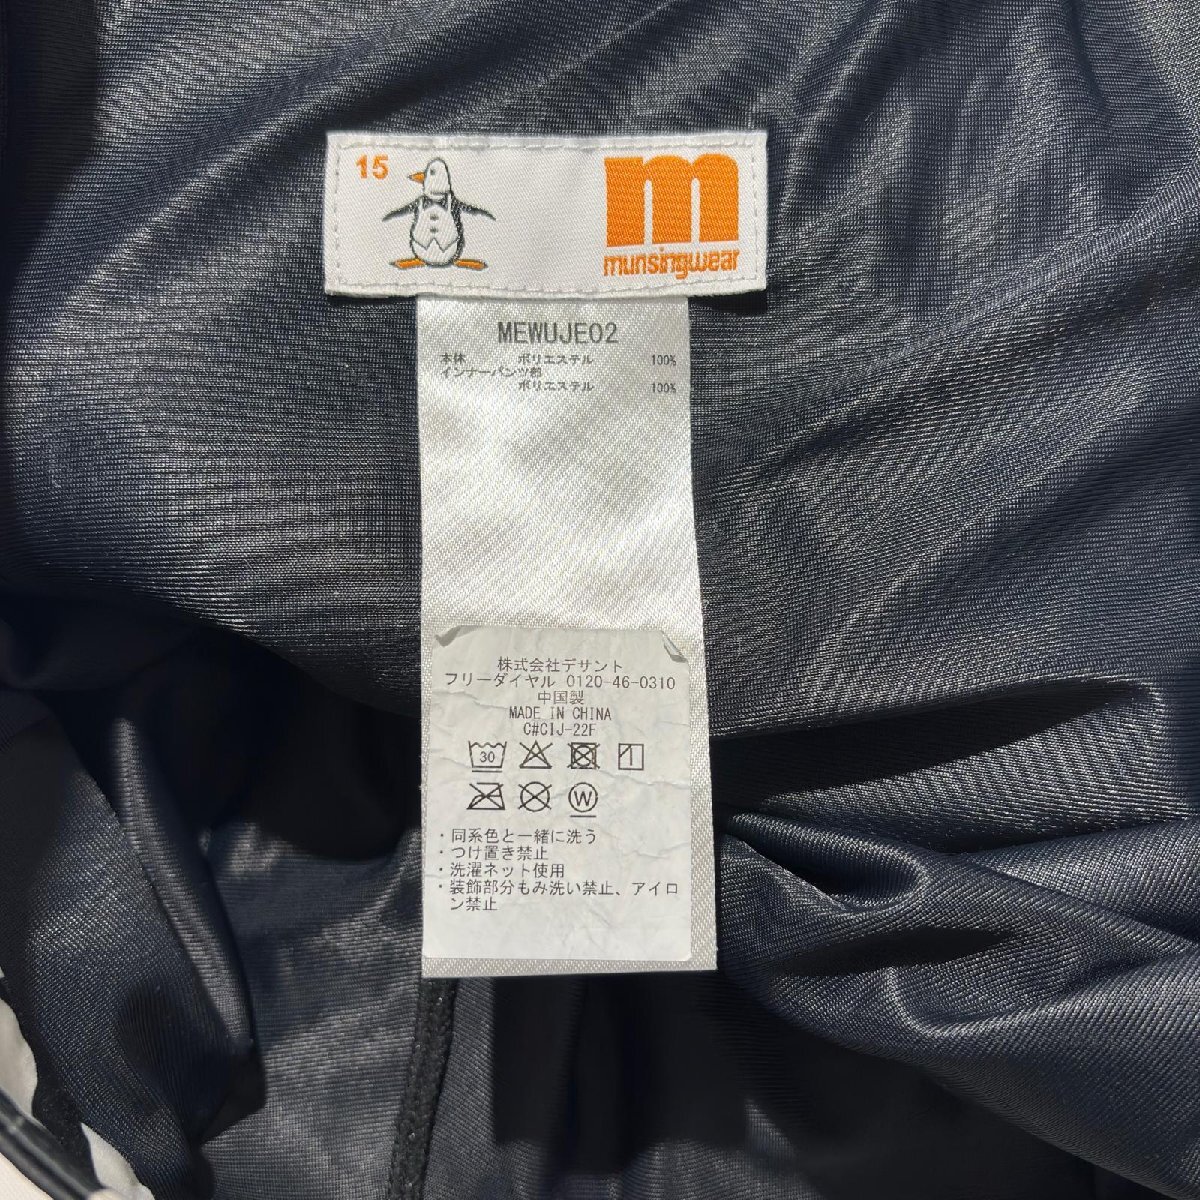 15
m
munsingwear
MEWUJE02
本体 ポリエステル 100%
インナーパンツ部
ポリエステル 100%
株式会社デサント
フリーダイヤル 0120-46-0310
中国製
MADE IN CHINA
C#CIJ-22F
30
W
・同系色と一緒に洗う
・つけ置き禁止
・洗濯ネット使用
・装飾部分もみ洗い禁止、アイロ
ン禁止